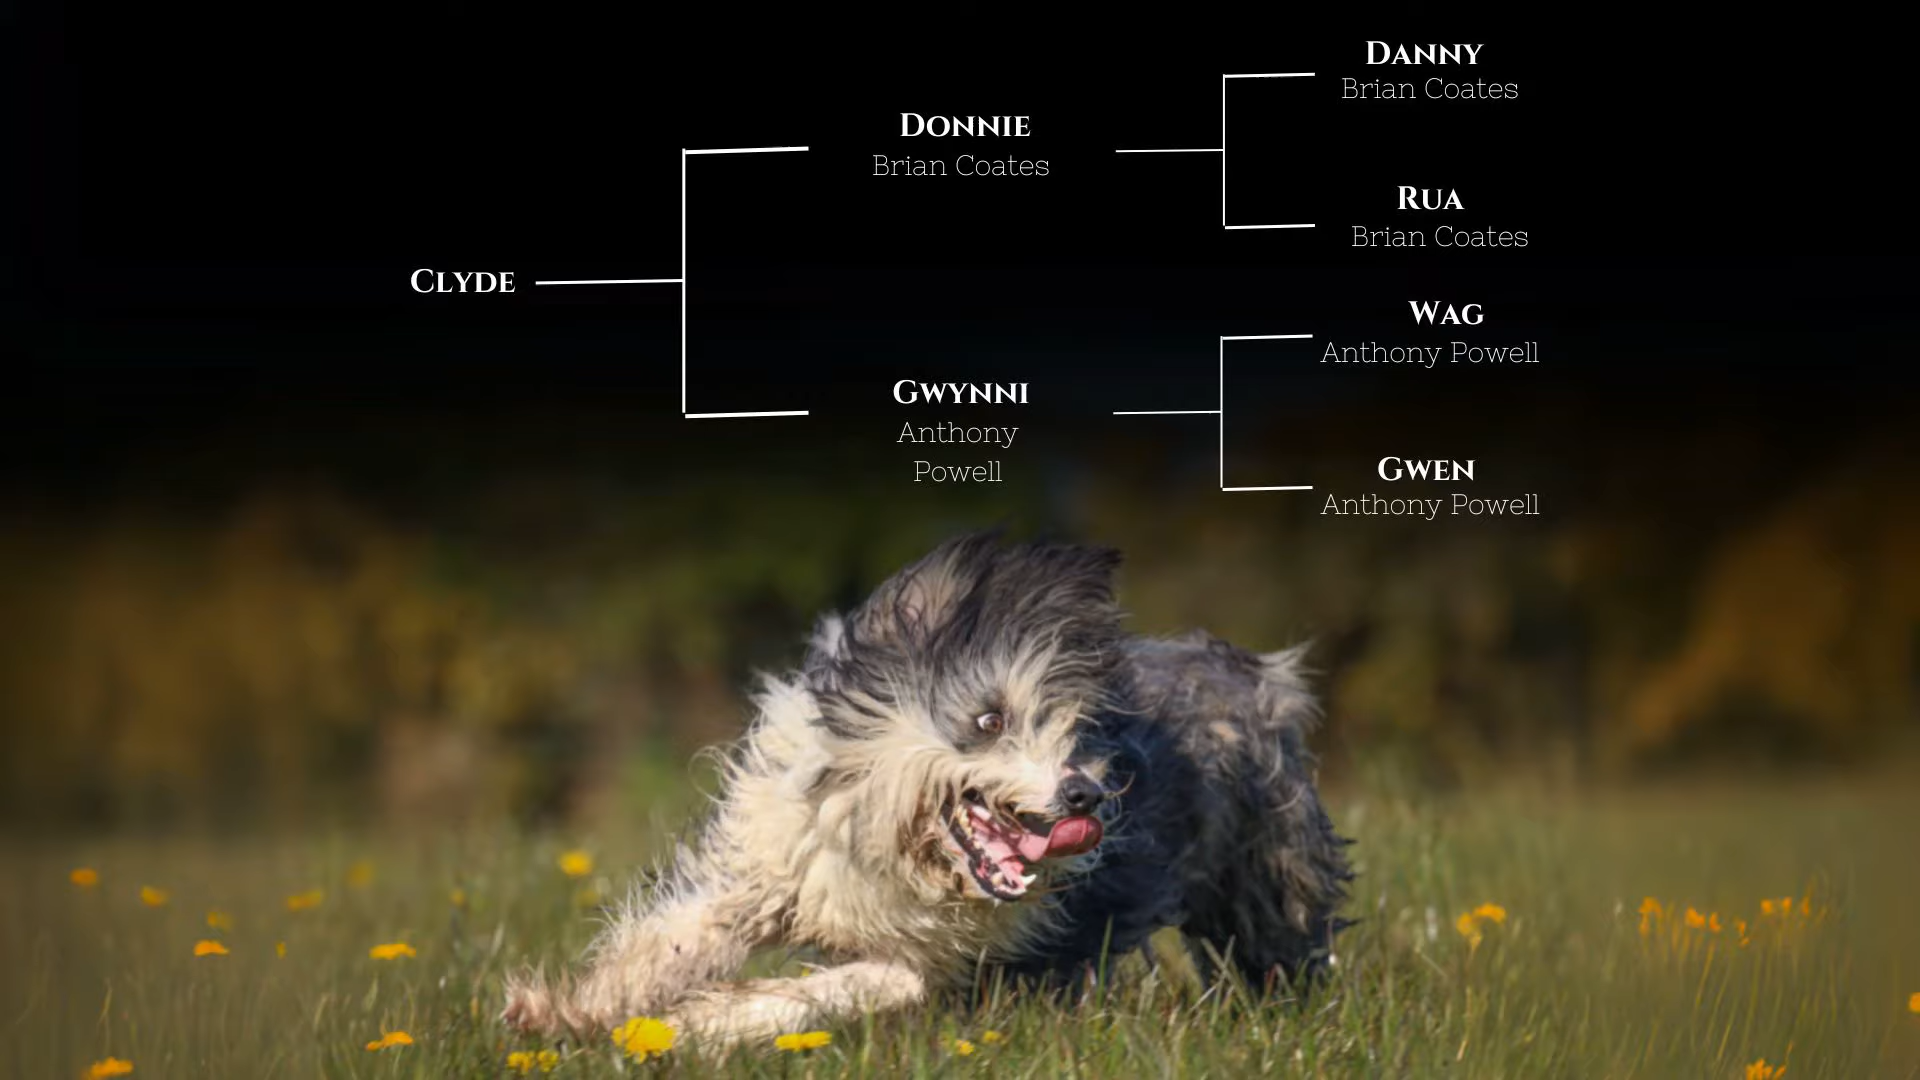 Danny
Brian Coates
Donnie
Brian Coates
Rua
Brian Coates
Clyde
Wag
Anthony Powell
Gwynni
Anthony
Powell
Gwen
Anthony Powell